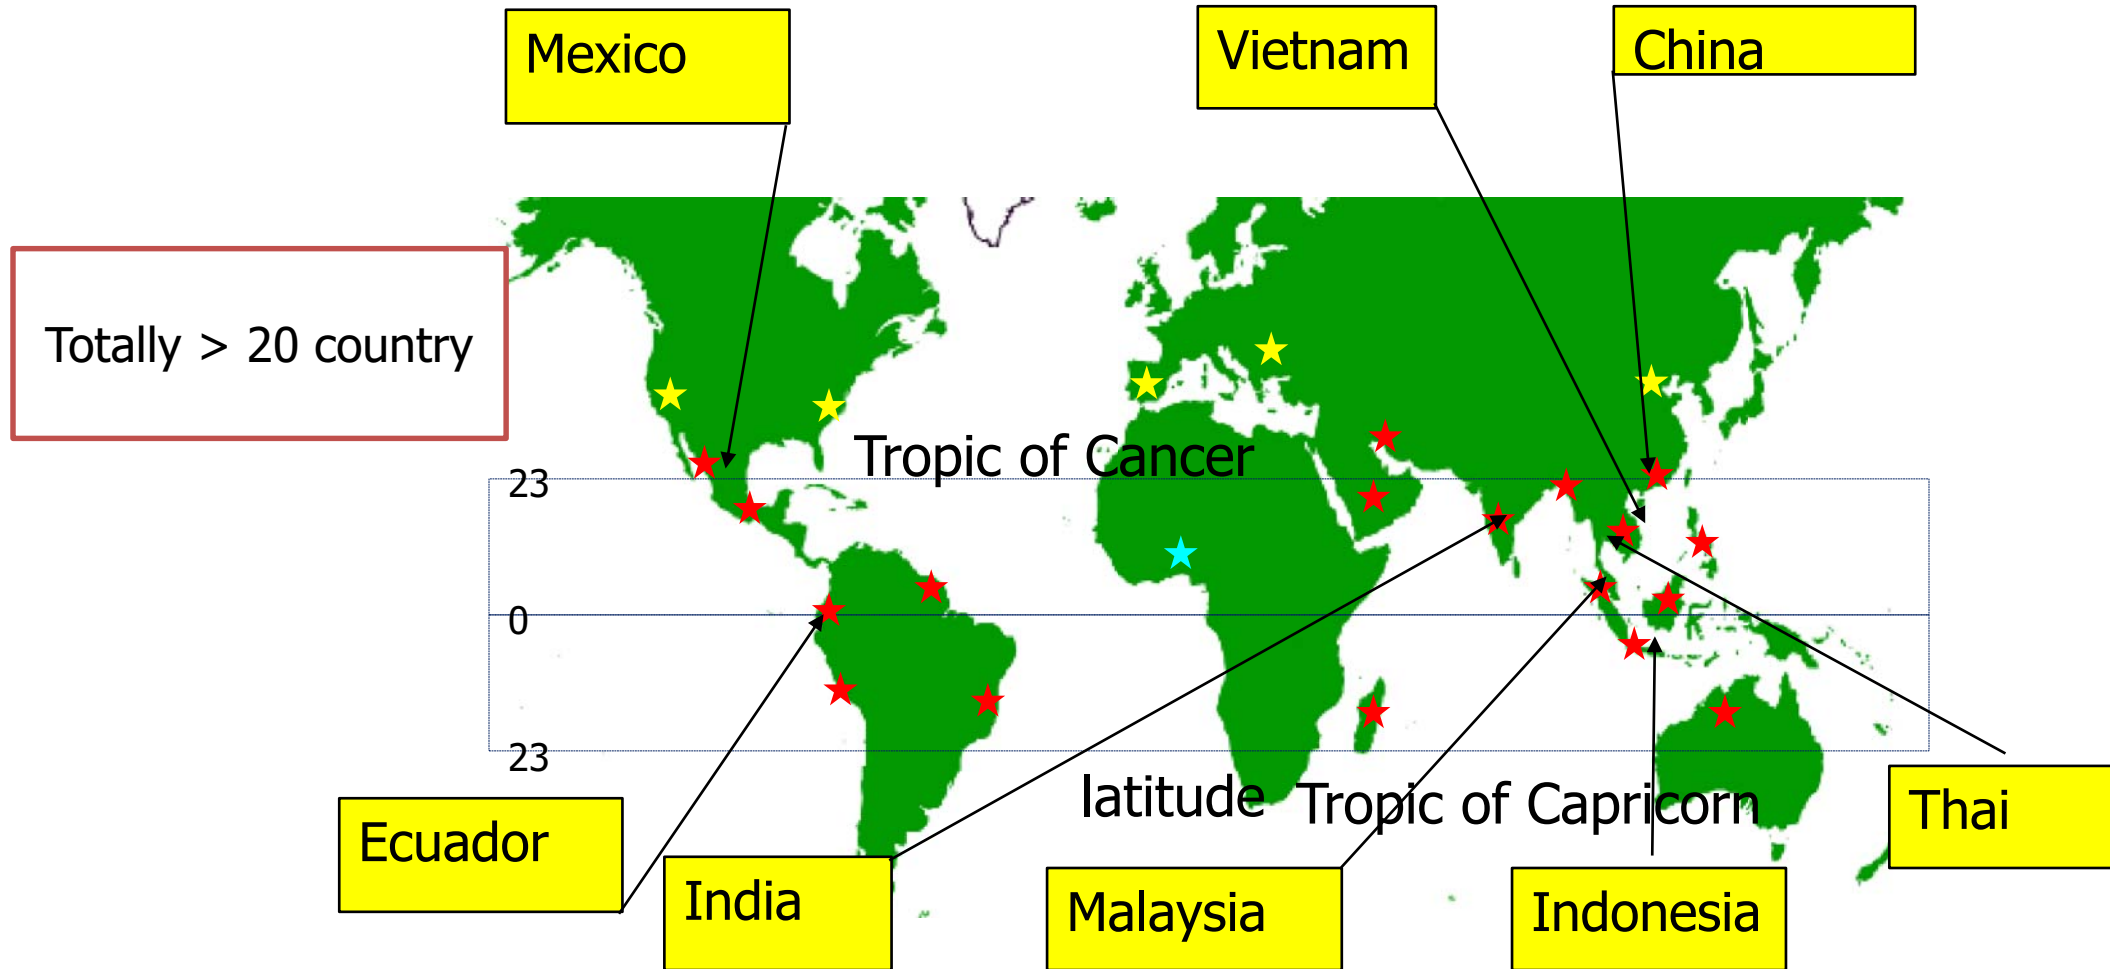 Mexico
Vietnam
China
Totally > 20 country
Tropic of Cancer
23
0
23
latitude
Tropic of Capricorn
Ecuador
India
Malaysia
Indonesia
Thai